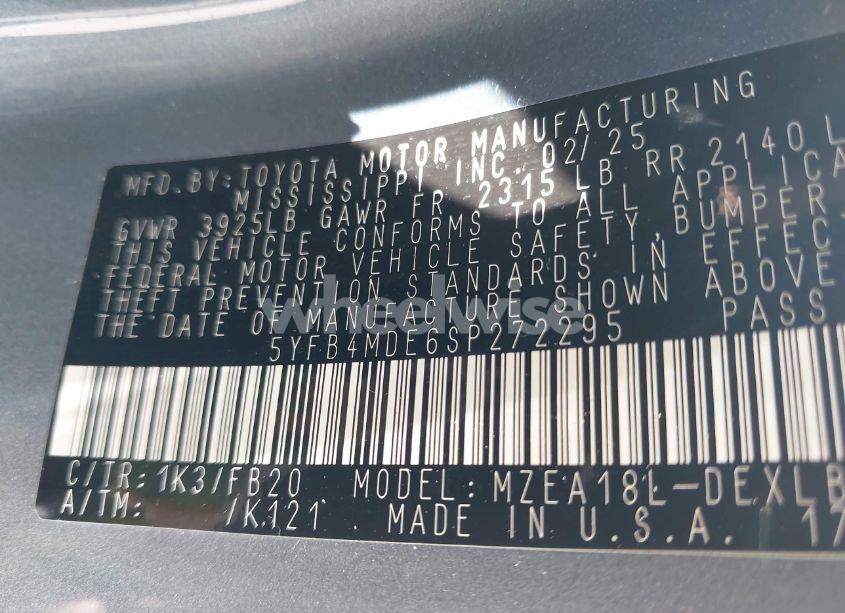 MFD. BY: TOYOTA MOTOR MANUFACTURING
MISSISSIPPI, INC. 02/25
GVWR 3925LB GAWR FR 2315LB RR 2140L
THIS VEHICLE CONFORMS TO ALL APPLICA
FEDERAL MOTOR VEHICLE SAFETY, BUMPER,
THEFT PREVENTION STANDARDS IN EFFEC
THE DATE OF MANUFACTURE SHOWN ABOVE
5YFB4MDE6SP272295 PASS
wheelwise
C/TR: 1K3/FB20 MODEL: MZEA18L-DEXLB
A/TM: /K121 MADE IN U.S.A. 17